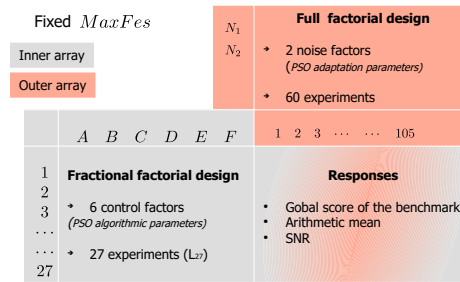 Fixed MaxFes
Inner array
Outer array
N₁
N₂
Full factorial design
➔ 2 noise factors
(PSO adaptation parameters)
➔ 60 experiments
A B C D E F
1 2 3 ⋯ ⋯ 105
1
2
3
⋯
⋯
27
Fractional factorial design
➔ 6 control factors
(PSO algorithmic parameters)
➔ 27 experiments (L₂₇)
Responses
• Gobal score of the benchmark
• Arithmetic mean
• SNR